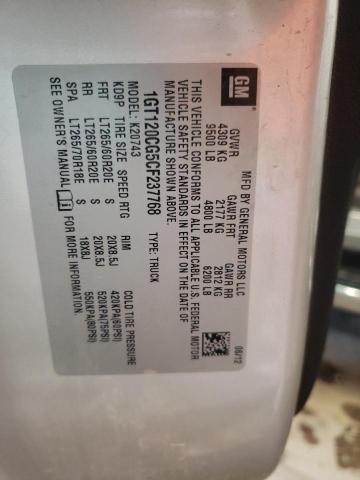 GM
MFD BY GENERAL MOTORS LLC
GVWR GAWR FRT GAWR RR
4309 KG 2177 KG 2812 KG
9500 LB 4800 LB 6200 LB
06/12
THIS VEHICLE CONFORMS TO ALL APPLICABLE U.S. FEDERAL MOTOR
VEHICLE SAFETY STANDARDS IN EFFECT ON THE DATE OF
MANUFACTURE SHOWN ABOVE.
1GT120CG5CF237768 TYPE: TRUCK
MODEL: K20743
KD9P TIRE SIZE SPEED RTG RIM COLD TIRE PRESSURE
FRT LT265/60R20E S 20X8.5J 420KPA(60PSI)
RR LT265/60R20E S 20X8.5J 520KPA(75PSI)
SPA LT265/70R18E S 18X8J 550KPA(80PSI)
SEE OWNER'S MANUAL FOR MORE INFORMATION.